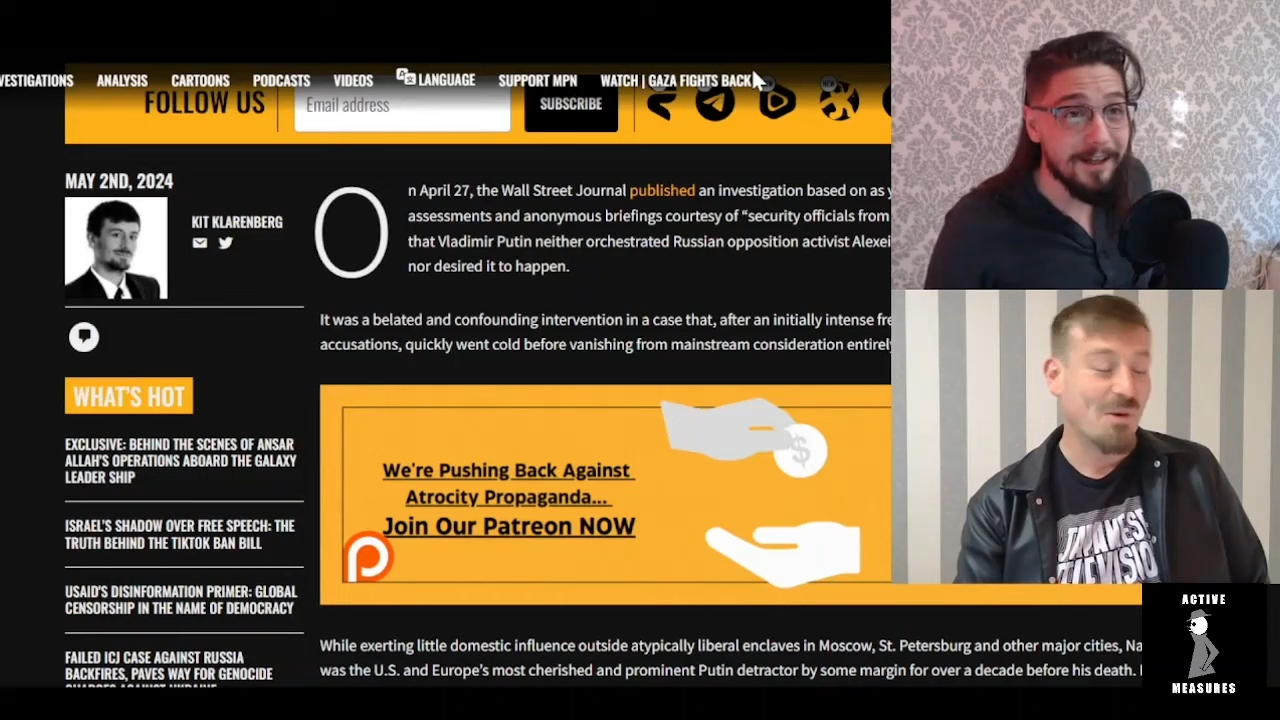 VESTIGATIONS ANALYSIS CARTOONS PODCASTS VIDEOS LANGUAGE SUPPORT MPN WATCH | GAZA FIGHTS BACK
FOLLOW US Email address SUBSCRIBE
MAY 2ND, 2024
KIT KLARENBERG
On April 27, the Wall Street Journal published an investigation based on as y
assessments and anonymous briefings courtesy of “security officials from
that Vladimir Putin neither orchestrated Russian opposition activist Alexei
nor desired it to happen.
It was a belated and confounding intervention in a case that, after an initially intense fre
accusations, quickly went cold before vanishing from mainstream consideration entirely
WHAT'S HOT
EXCLUSIVE: BEHIND THE SCENES OF ANSAR
ALLAH'S OPERATIONS ABOARD THE GALAXY
LEADER SHIP
ISRAEL'S SHADOW OVER FREE SPEECH: THE
TRUTH BEHIND THE TIKTOK BAN BILL
USAID'S DISINFORMATION PRIMER: GLOBAL
CENSORSHIP IN THE NAME OF DEMOCRACY
FAILED ICJ CASE AGAINST RUSSIA
BACKFIRES, PAVES WAY FOR GENOCIDE
We're Pushing Back Against
Atrocity Propaganda...
Join Our Patreon NOW
$
While exerting little domestic influence outside atypically liberal enclaves in Moscow, St. Petersburg and other major cities, Na
was the U.S. and Europe's most cherished and prominent Putin detractor by some margin for over a decade before his death.
JAPANESE
TELEVISIO
ACTIVE
MEASURES